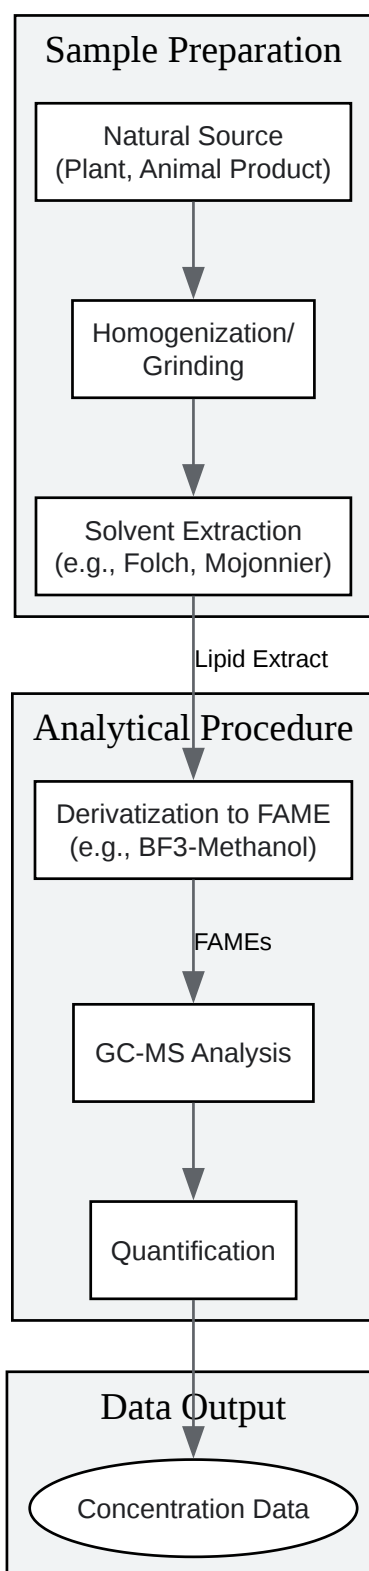 Sample Preparation
Natural Source
(Plant, Animal Product)
Homogenization/
Grinding
Solvent Extraction
(e.g., Folch, Mojonnier)
Lipid Extract
Analytical Procedure
Derivatization to FAME
(e.g., BF3-Methanol)
FAMEs
GC-MS Analysis
Quantification
Data Output
Concentration Data